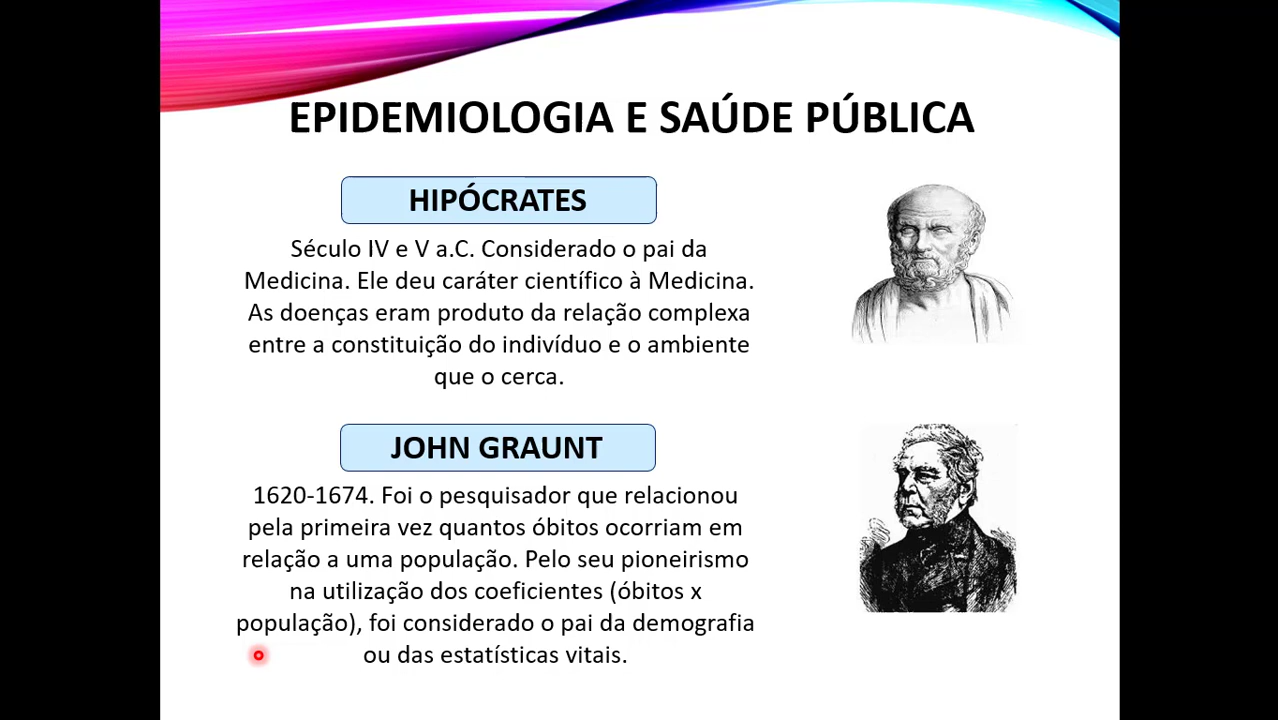 EPIDEMIOLOGIA E SAÚDE PÚBLICA
HIPÓCRATES
Século IV e V a.C. Considerado o pai da
Medicina. Ele deu caráter científico à Medicina.
As doenças eram produto da relação complexa
entre a constituição do indivíduo e o ambiente
que o cerca.
JOHN GRAUNT
1620-1674. Foi o pesquisador que relacionou
pela primeira vez quantos óbitos ocorriam em
relação a uma população. Pelo seu pioneirismo
na utilização dos coeficientes (óbitos x
população), foi considerado o pai da demografia
ou das estatísticas vitais.